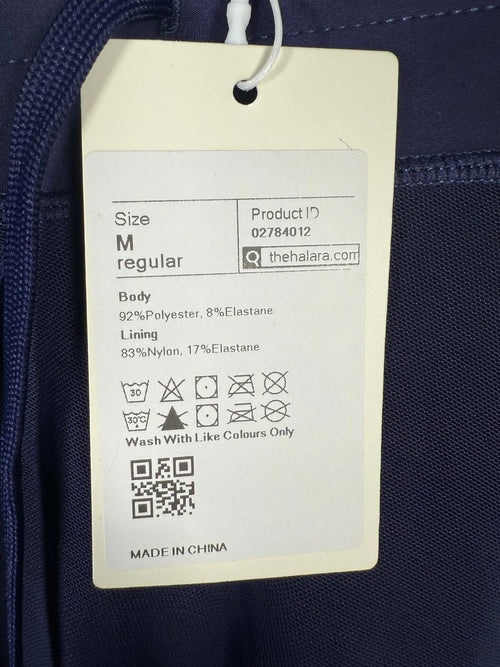 Size
M
regular
Product ID
02784012
thehalara.com
Body
92%Polyester, 8%Elastane
Lining
83%Nylon, 17%Elastane
30
30℃
Wash With Like Colours Only
MADE IN CHINA